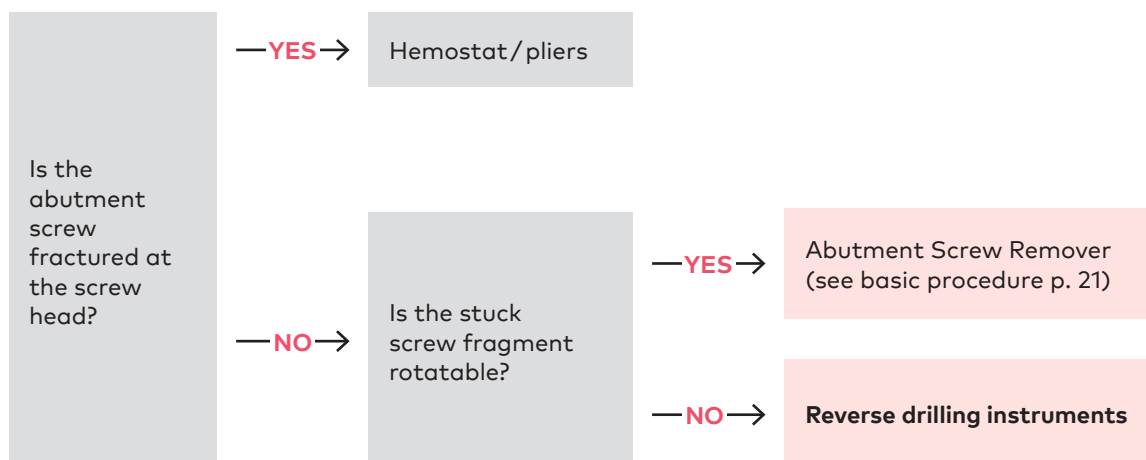 Is the
abutment
screw
fractured at
the screw
head?
YES
Hemostat/pliers
NO
Is the stuck
screw fragment
rotatable?
YES
Abutment Screw Remover
(see basic procedure p. 21)
NO
Reverse drilling instruments